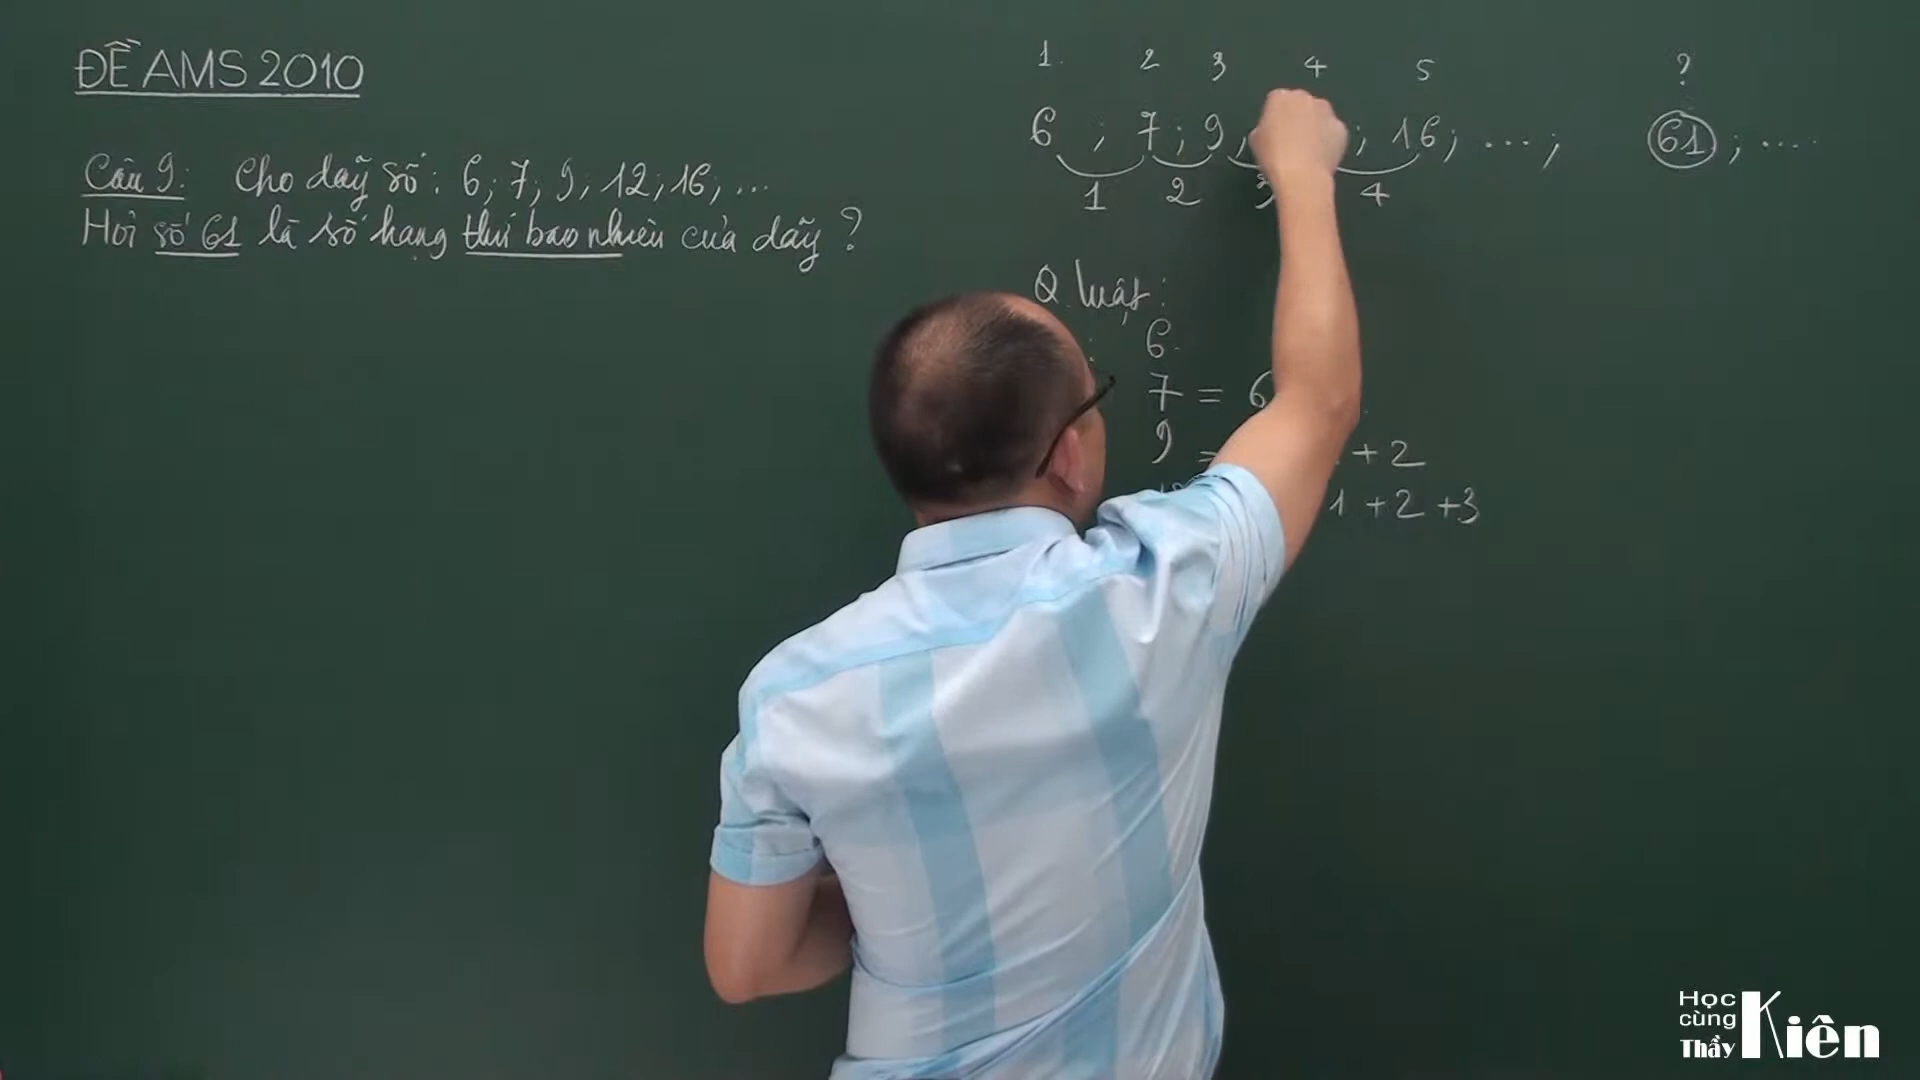 ĐỀ AMS 2010
Câu 9: Cho dãy số: 6; 7; 9; 12; 16; ...
Hỏi số 61 là số hạng thứ bao nhiêu của dãy?
1. 2 3 4 5 ?
6 ; 7 ; 9 ; 16 ; ... ; 61 ; ....
1 2 3 4
Q. luật:
6
7 = 6
9 = + 2
1 + 2 + 3
Học cùng Thầy Kiên